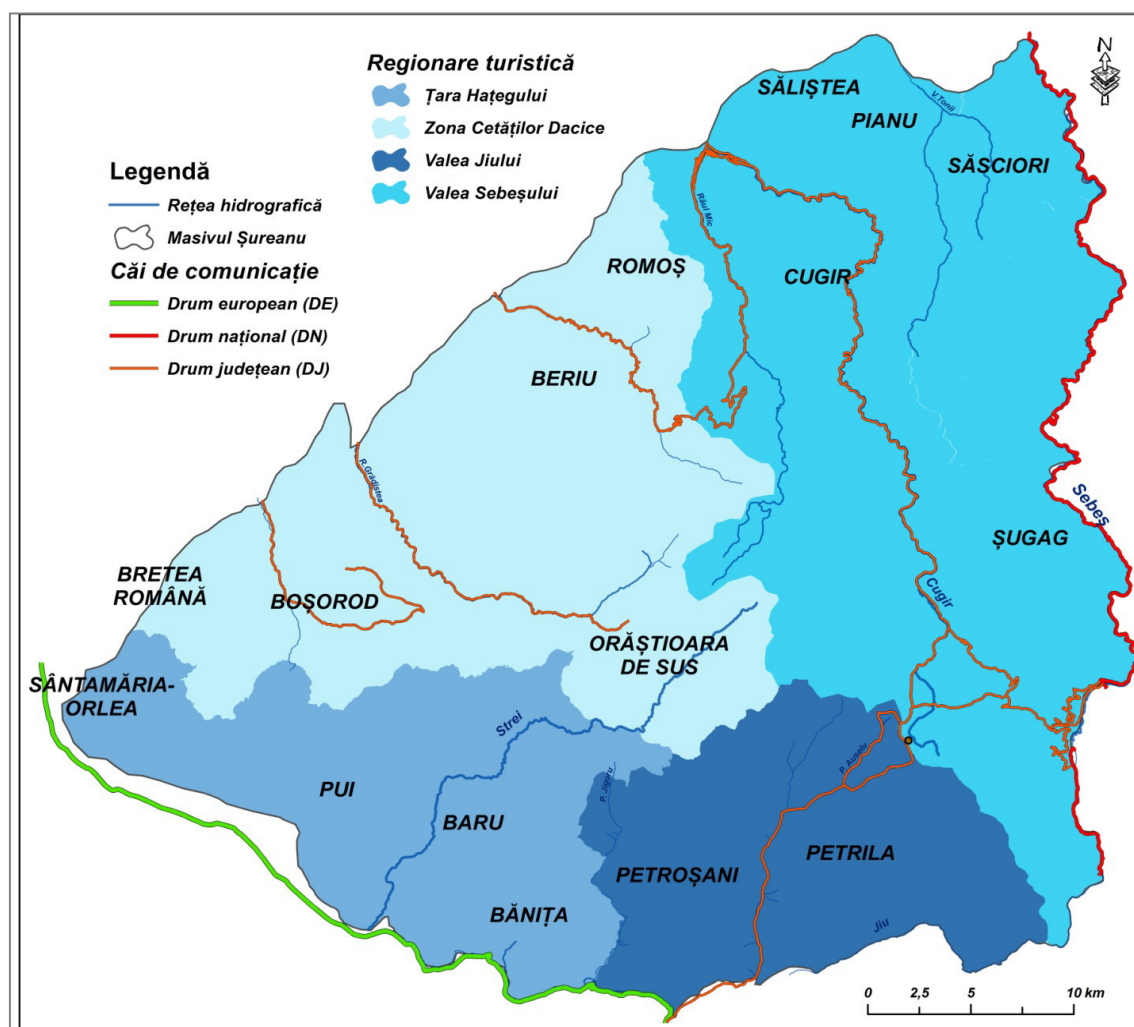 Regionare turistică
Țara Hațegului
Zona Cetăților Dacice
Valea Jiului
Valea Sebeșului
Legendă
Rețea hidrografică
Masivul Șureanu
Căi de comunicație
Drum european (DE)
Drum național (DN)
Drum județean (DJ)
N
SĂLIȘTEA
V.Tonii
PIANU
SĂSCIORI
Râul Mic
ROMOȘ
CUGIR
BERIU
R.Grădiștea
Sebeș
ȘUGAG
BRETEA
ROMÂNĂ
BOȘOROD
Cugir
ORĂȘTIOARA
DE SUS
SÂNTAMĂRIA-
ORLEA
Strei
P. Aușelu
P. Jigoru
PUI
BARU
PETRILA
PETROȘANI
BĂNIȚA
Jiu
0 2,5 5 10 km